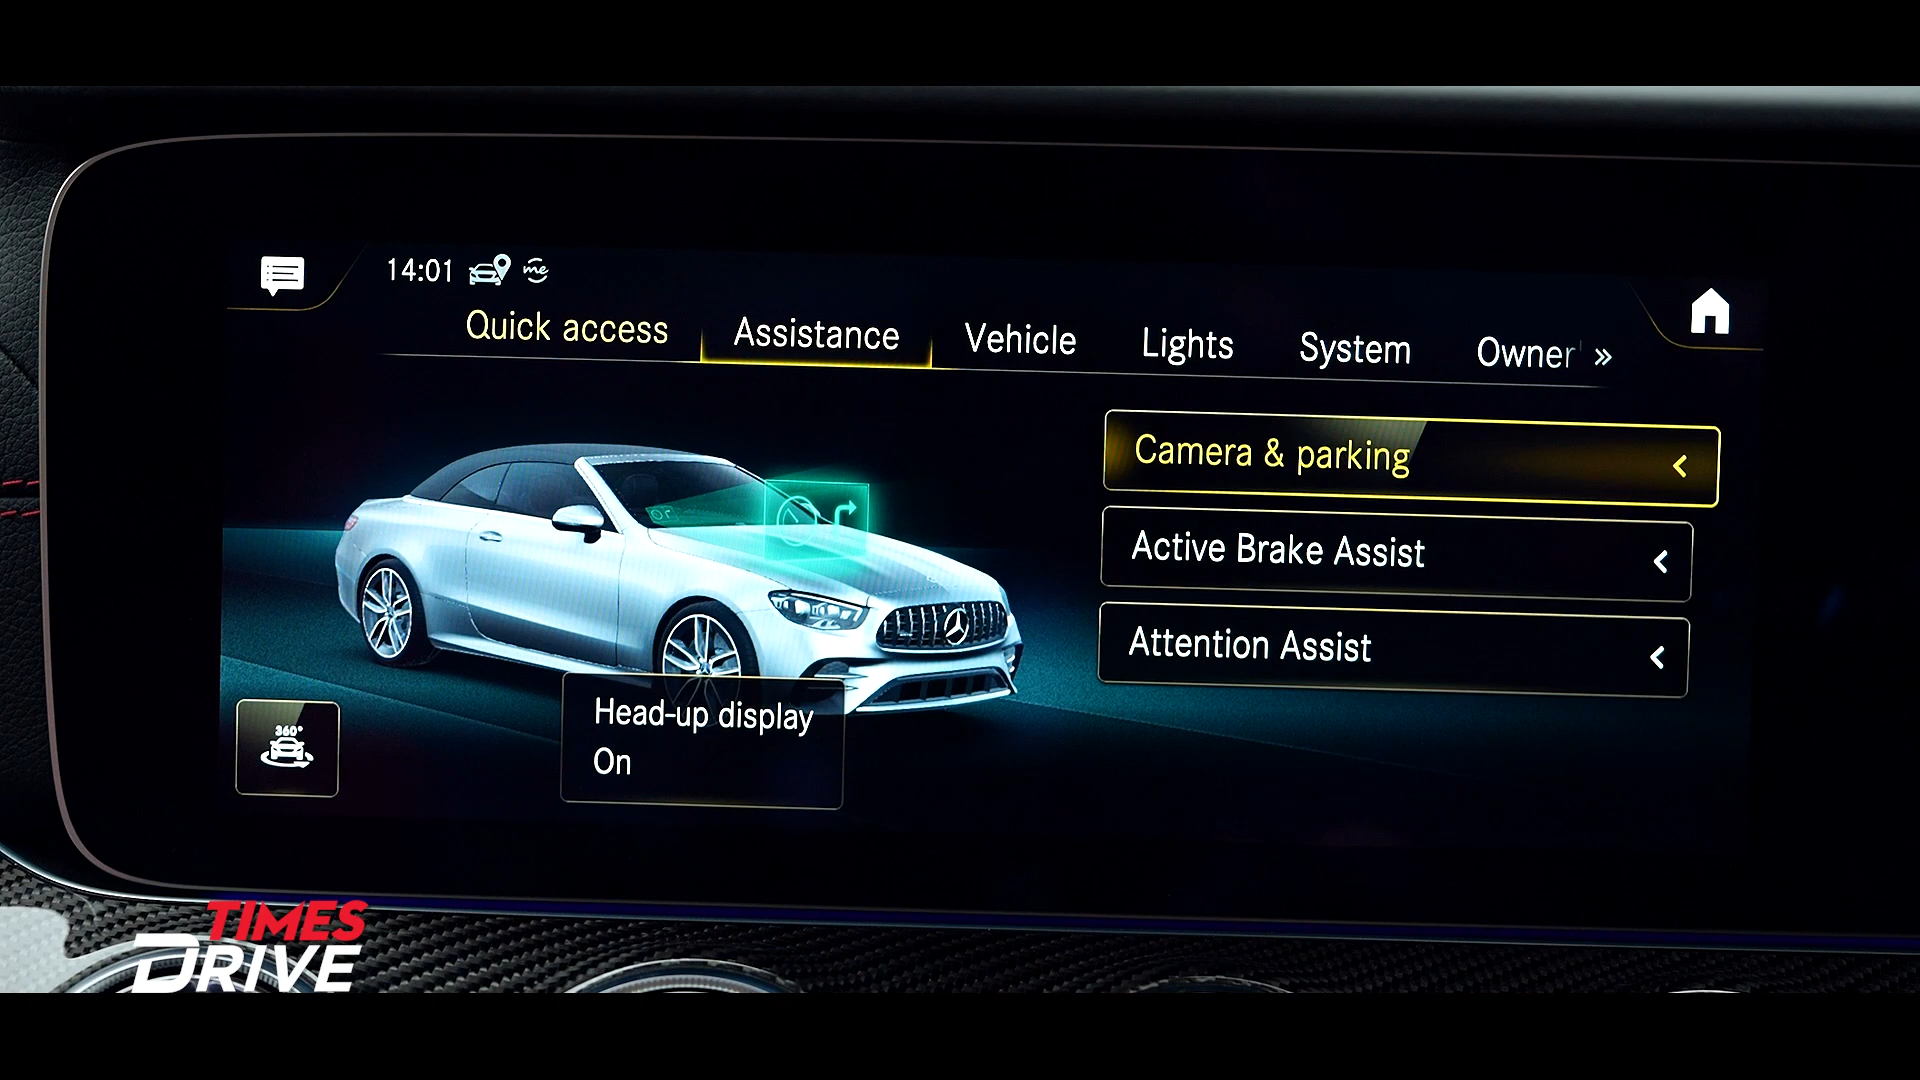 14:01 me
Quick access Assistance Vehicle Lights System Owner »
Camera & parking
Active Brake Assist
Attention Assist
Head-up display
On
360°
TIMES
DRIVE